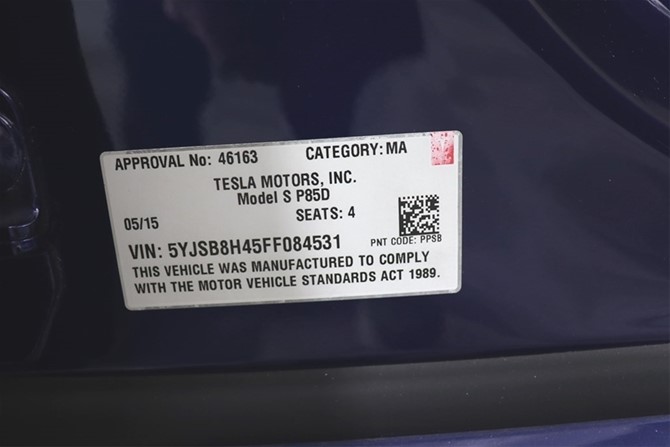 APPROVAL No: 46163 CATEGORY: MA
TESLA MOTORS, INC.
Model S P85D
05/15 SEATS: 4
VIN: 5YJSB8H45FF084531 PNT CODE: PPSB
THIS VEHICLE WAS MANUFACTURED TO COMPLY
WITH THE MOTOR VEHICLE STANDARDS ACT 1989.